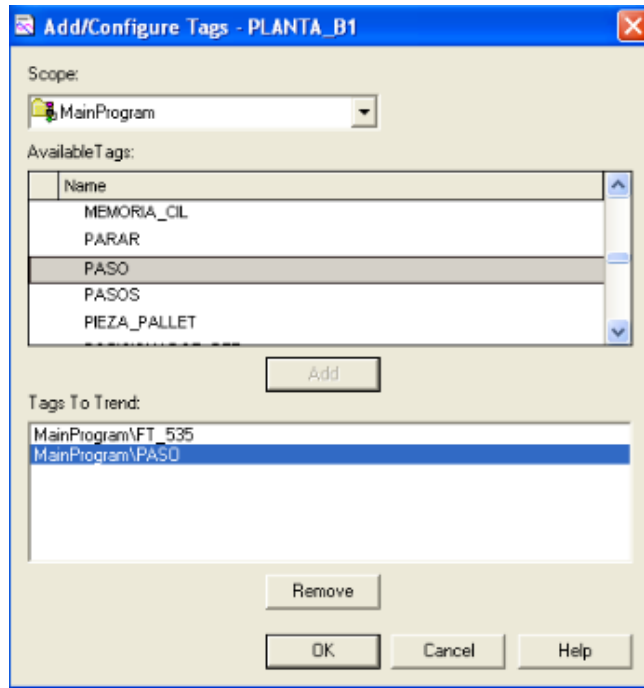 Add/Configure Tags - PLANTA_B1
Scope:
MainProgram
AvailableTags:
Name
MEMORIA_CIL
PARAR
PASO
PASOS
PIEZA_PALLET
Add
Tags To Trend:
MainProgram\FT_535
MainProgram\PASO
Remove
OK Cancel Help